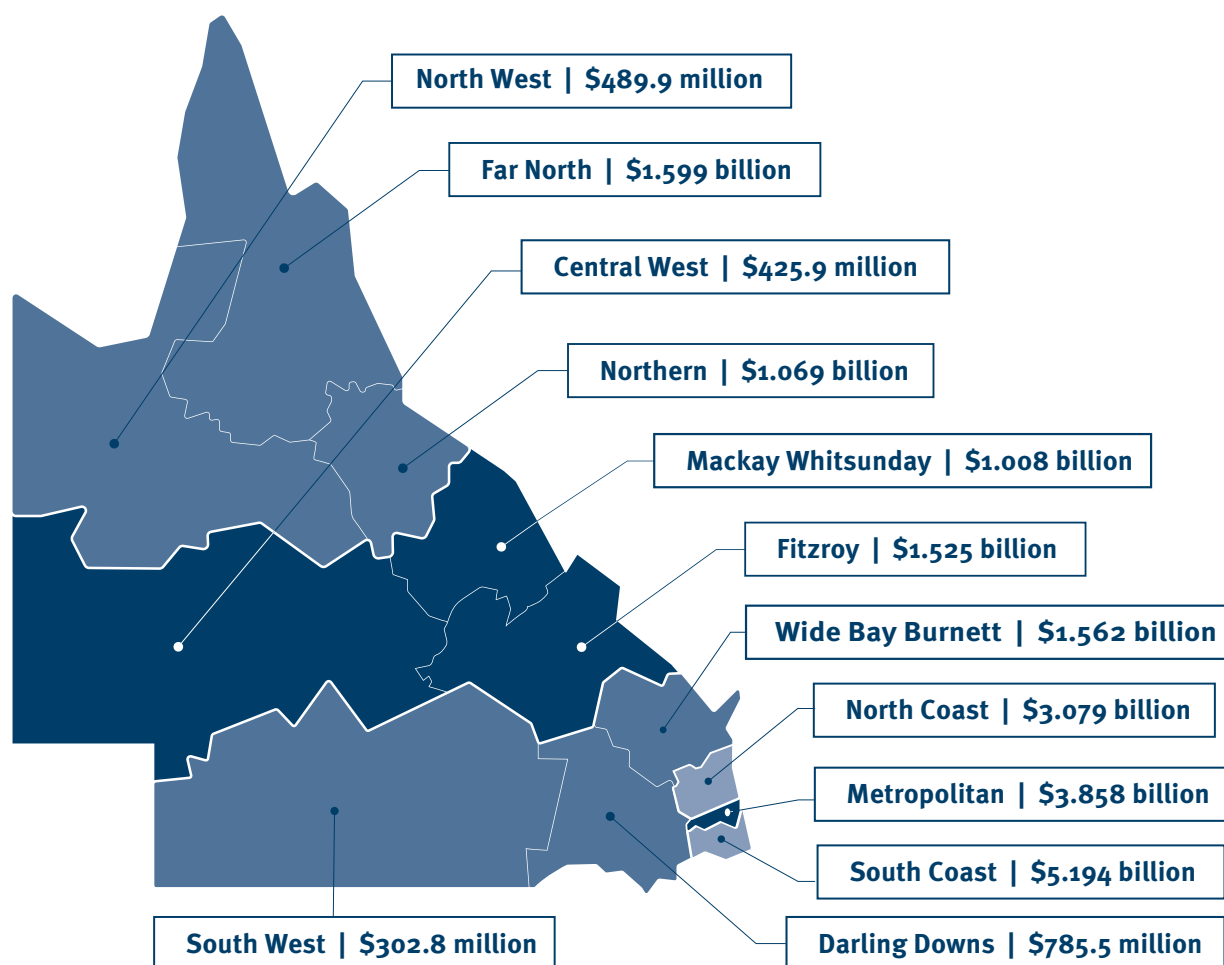 North West | $489.9 million
Far North | $1.599 billion
Central West | $425.9 million
Northern | $1.069 billion
Mackay Whitsunday | $1.008 billion
Fitzroy | $1.525 billion
Wide Bay Burnett | $1.562 billion
North Coast | $3.079 billion
Metropolitan | $3.858 billion
South Coast | $5.194 billion
South West | $302.8 million
Darling Downs | $785.5 million